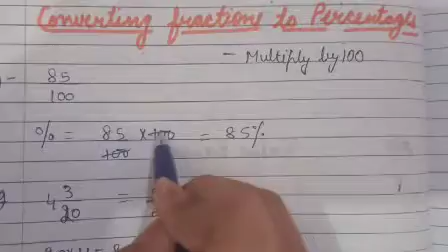 Converting fractions to Percentages
- Multiply by 100
85
100
% = 85 × 100 = 85%
100
4 3 =
20